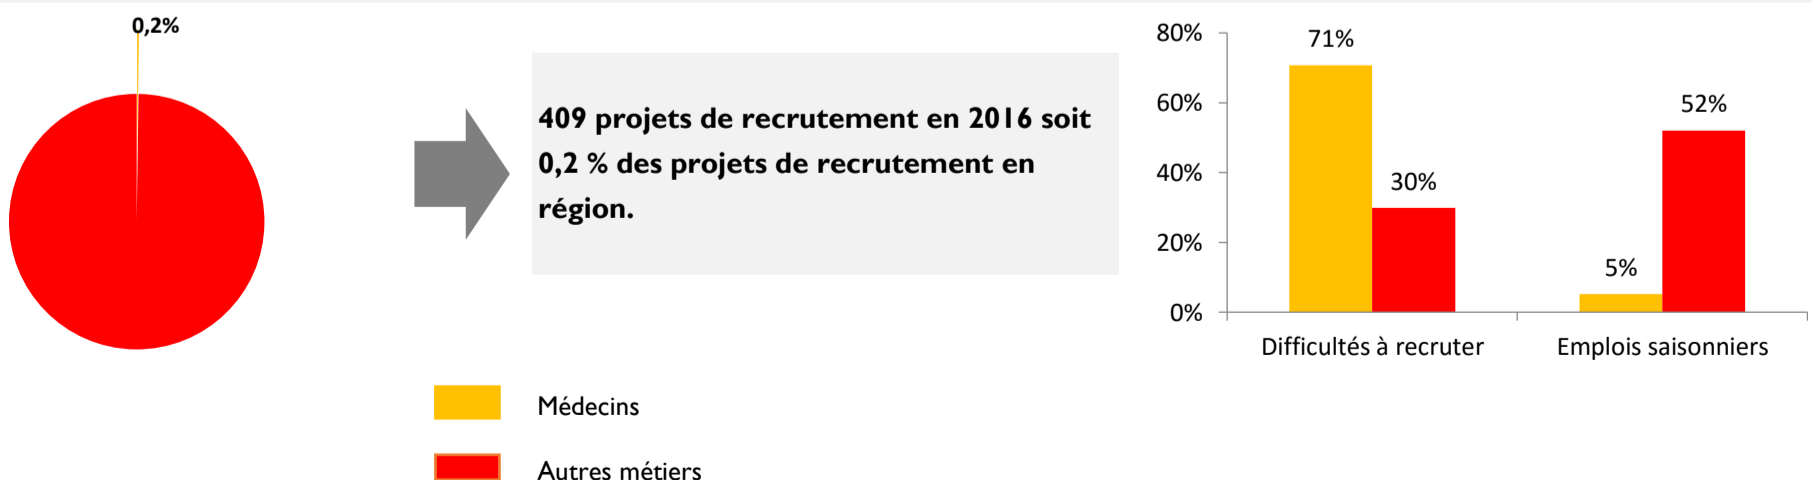 0,2%
409 projets de recrutement en 2016 soit
0,2 % des projets de recrutement en
région.
80%
60%
40%
20%
0%
71%
30%
5%
52%
Difficultés à recruter
Emplois saisonniers
Médecins
Autres métiers